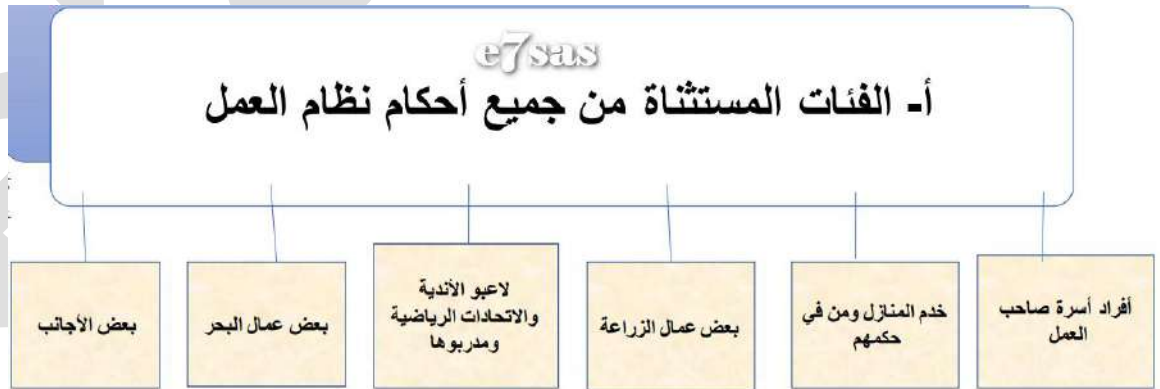 e7sas
أ- الفئات المستثناة من جميع أحكام نظام العمل
أفراد أسرة صاحب
العمل
خدم المنازل ومن في
حكمهم
بعض عمال الزراعة
لاعبو الأندية
والاتحادات الرياضية
ومدربوها
بعض عمال البحر
بعض الأجانب